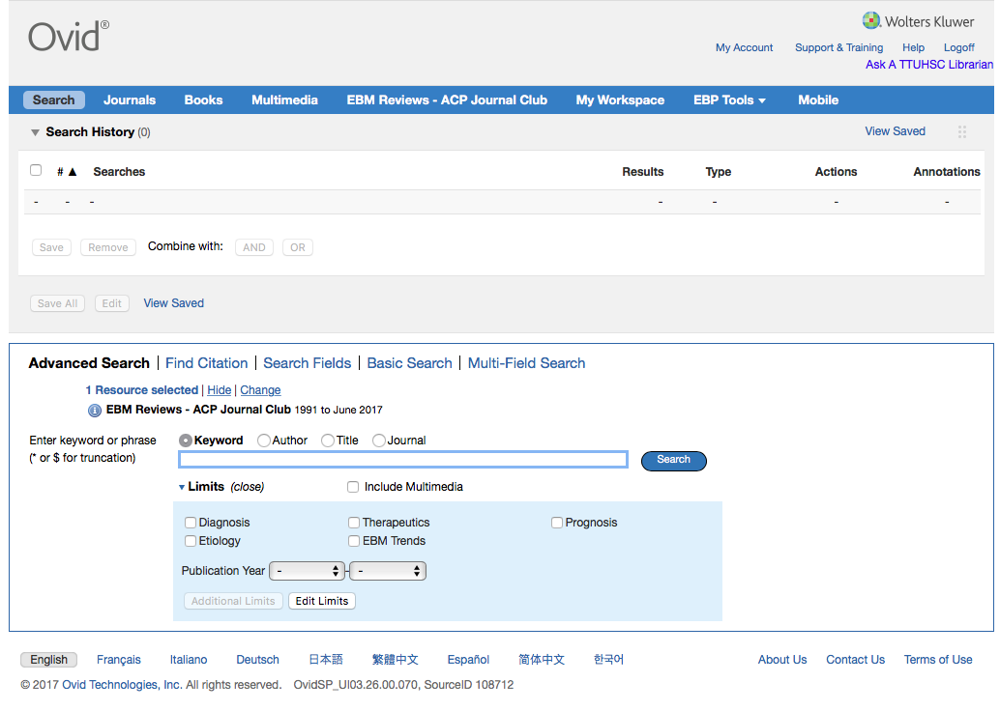 Ovid®
Wolters Kluwer
My Account Support & Training Help Logoff
Ask A TTUHSC Librarian
Search Journals Books Multimedia EBM Reviews - ACP Journal Club My Workspace EBP Tools ▼ Mobile
▼ Search History (0) View Saved
# ▲ Searches Results Type Actions Annotations
- - - - - - -
Save Remove Combine with: AND OR
Save All Edit View Saved
Advanced Search | Find Citation | Search Fields | Basic Search | Multi-Field Search
1 Resource selected | Hide | Change
i EBM Reviews - ACP Journal Club 1991 to June 2017
Enter keyword or phrase Keyword Author Title Journal
(* or $ for truncation) Search
▼ Limits (close) Include Multimedia
Diagnosis Therapeutics Prognosis
Etiology EBM Trends
Publication Year - - -
Additional Limits Edit Limits
English Français Italiano Deutsch 日本語 繁體中文 Español 简体中文 한국어 About Us Contact Us Terms of Use
© 2017 Ovid Technologies, Inc. All rights reserved. OvidSP_UI03.26.00.070, SourceID 108712